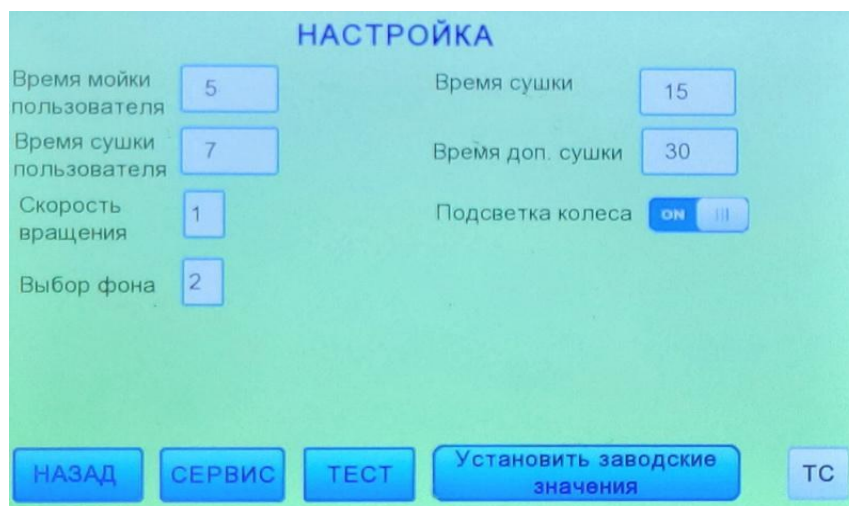 НАСТРОЙКА
Время мойки
пользователя
5
Время сушки
15
Время сушки
пользователя
7
Время доп. сушки
30
Скорость
вращения
1
Подсветка колеса
ON
Выбор фона
2
НАЗАД
СЕРВИС
ТЕСТ
Установить заводские
значения
ТС